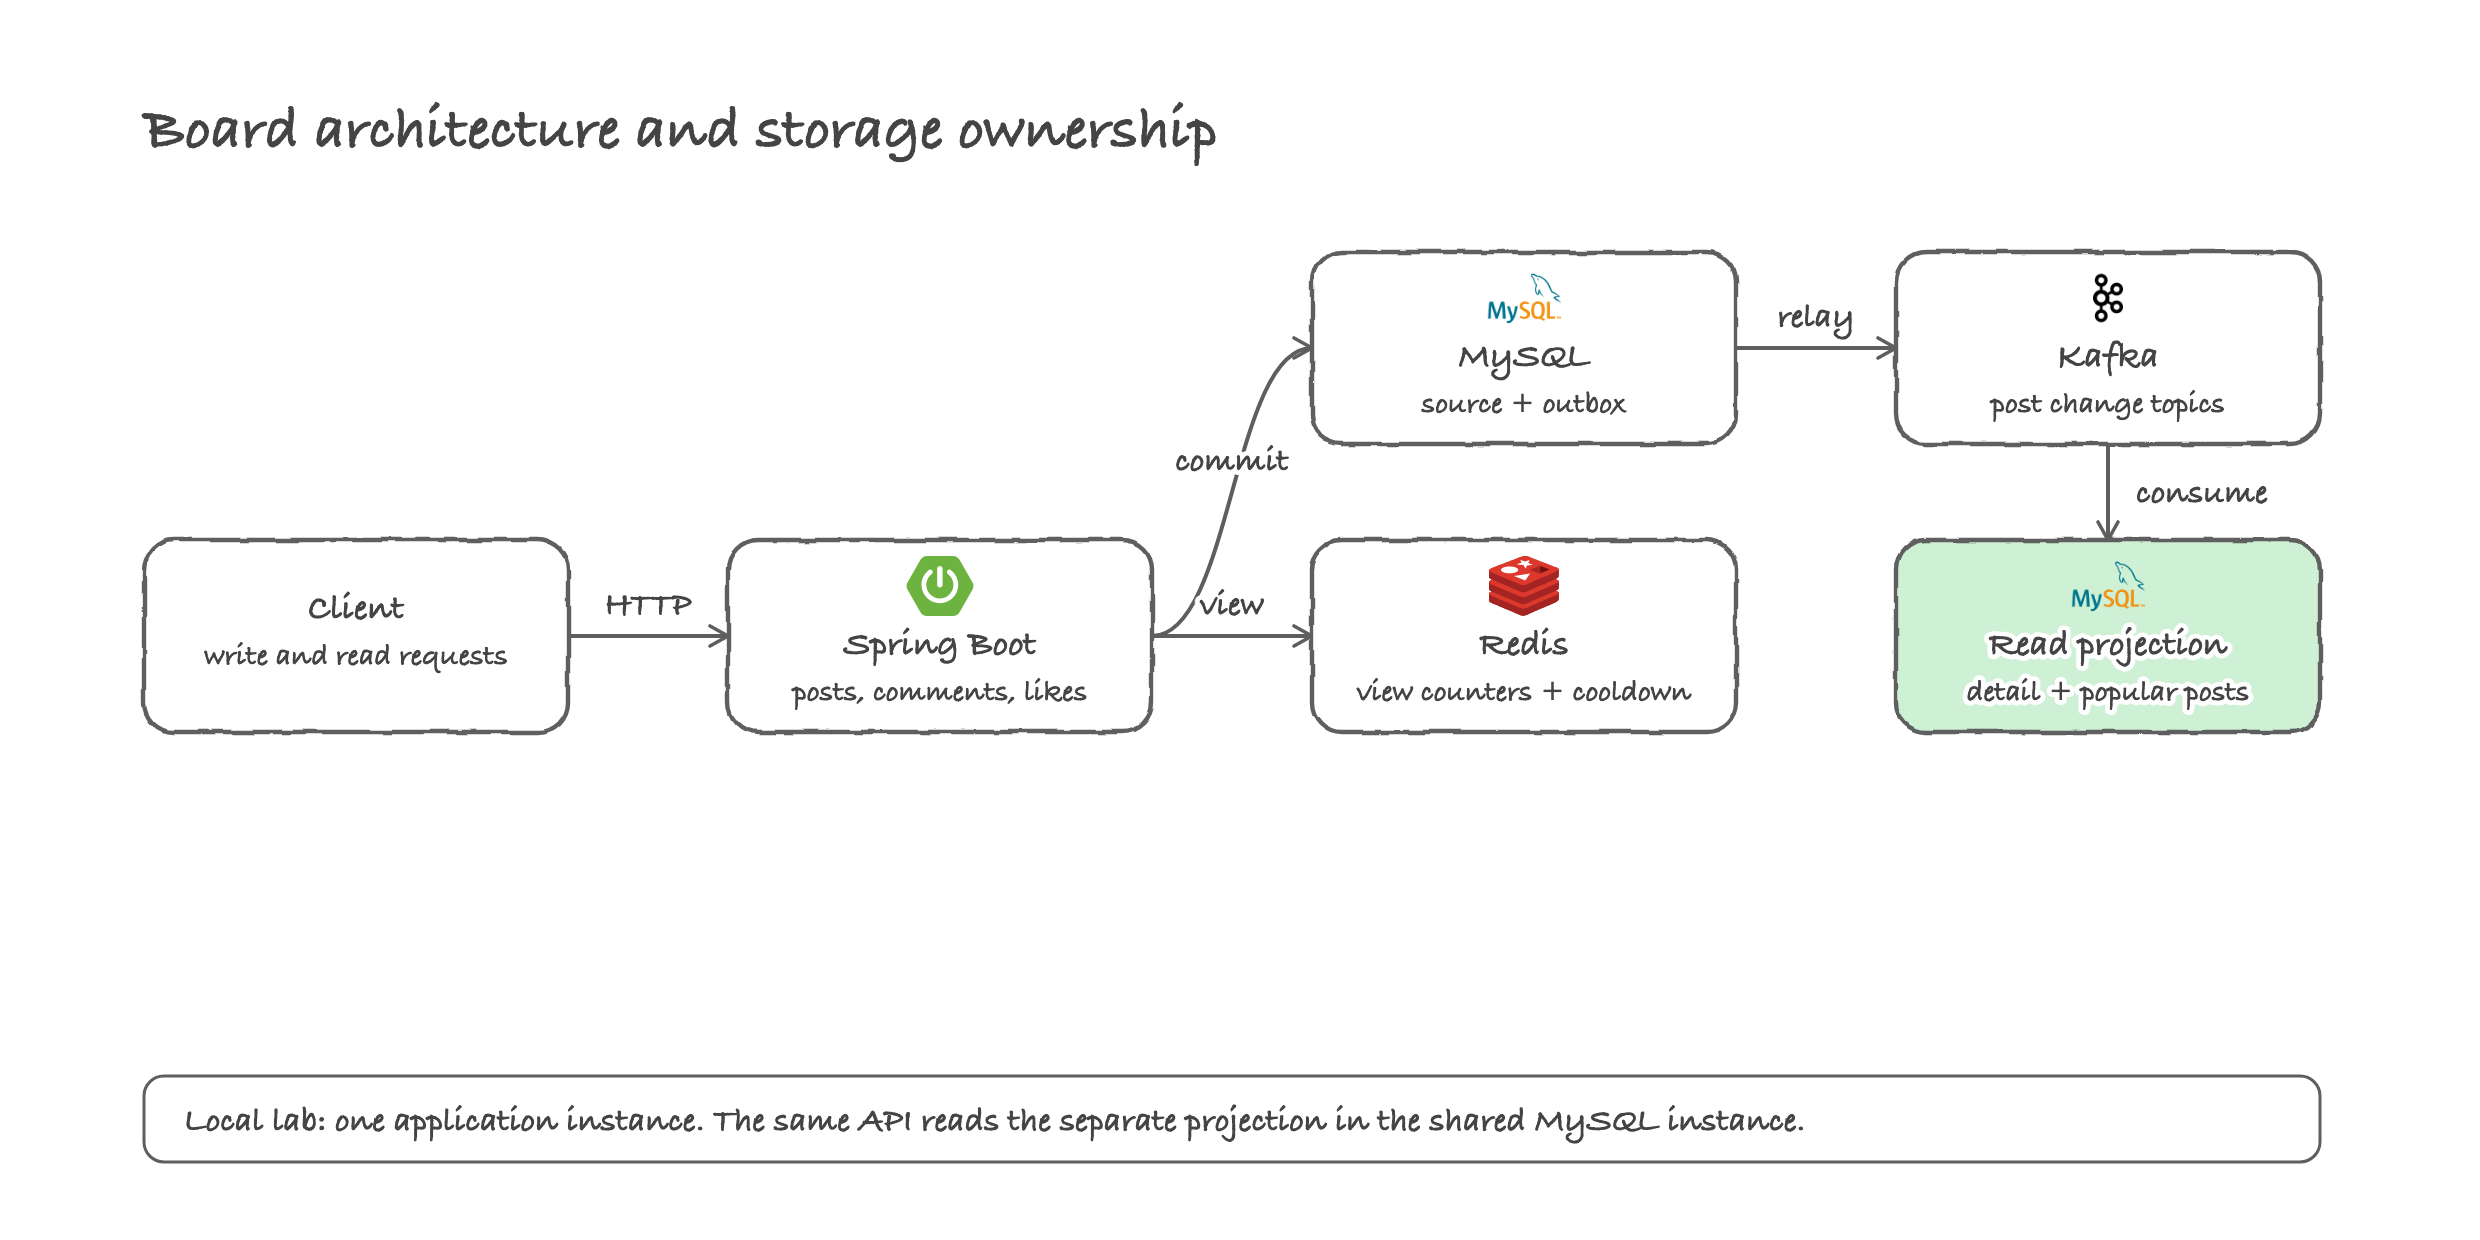 Board architecture and storage ownership
MySQL
MySQL
source + outbox
relay
Kafka
post change topics
commit
consume
Client
write and read requests
HTTP
Spring Boot
posts, comments, likes
view
Redis
view counters + cooldown
MySQL
Read projection
detail + popular posts
Local lab: one application instance. The same API reads the separate projection in the shared MySQL instance.